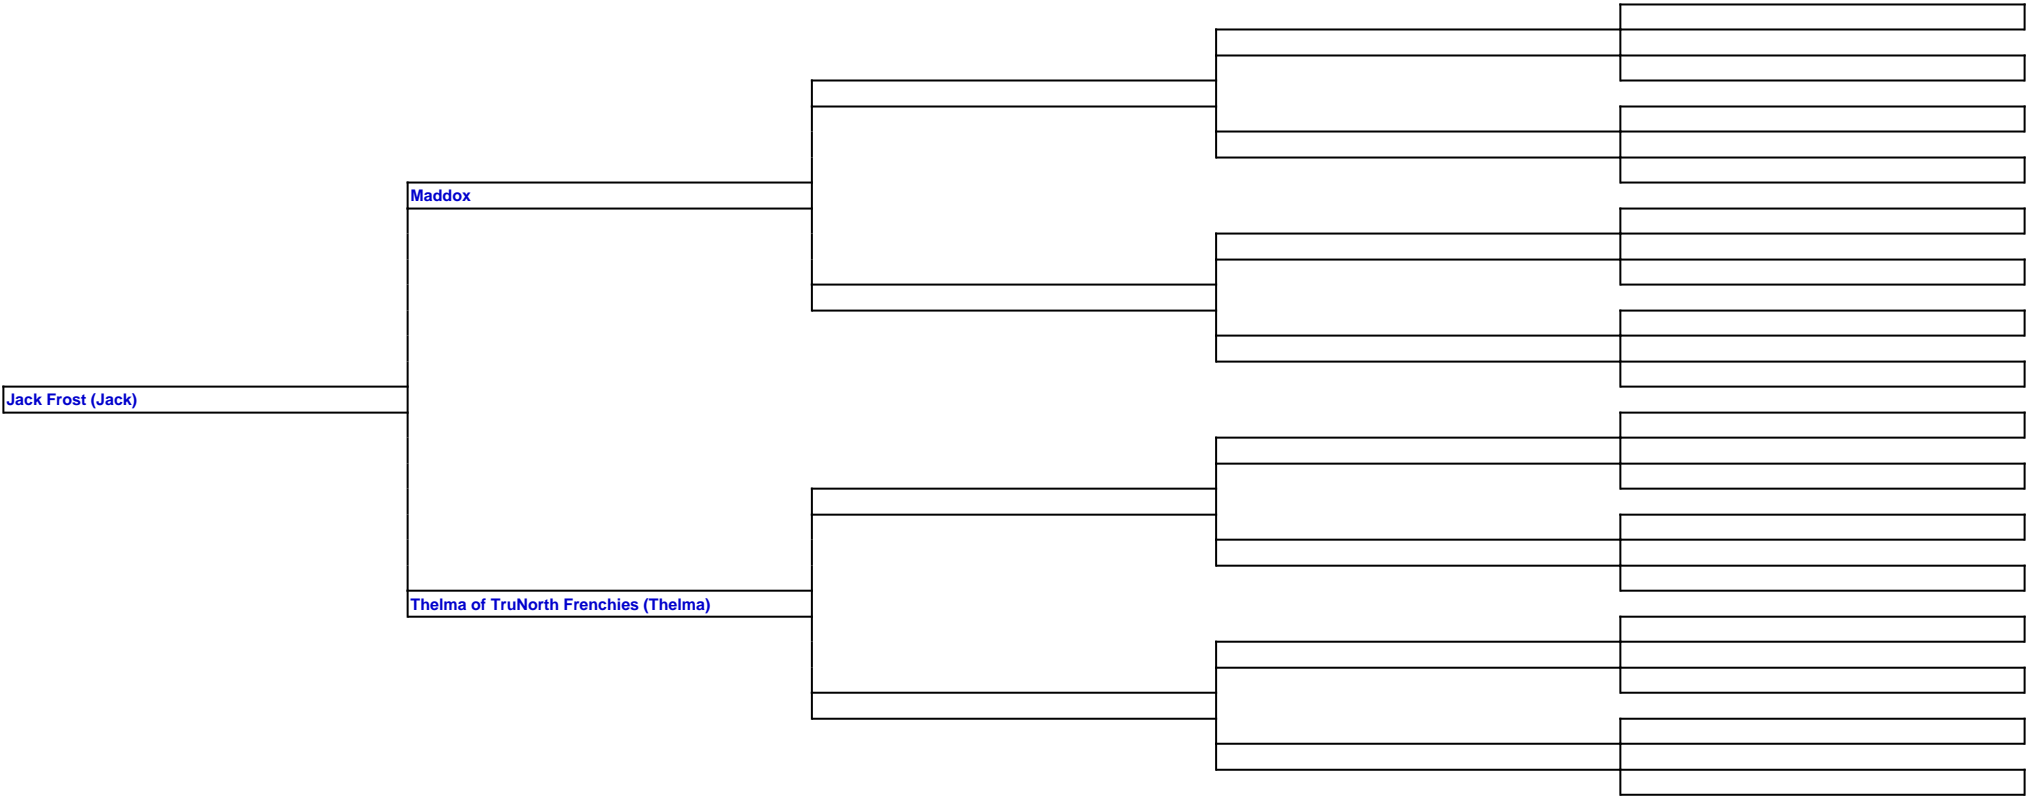 Maddox
Jack Frost (Jack)
Thelma of TruNorth Frenchies (Thelma)